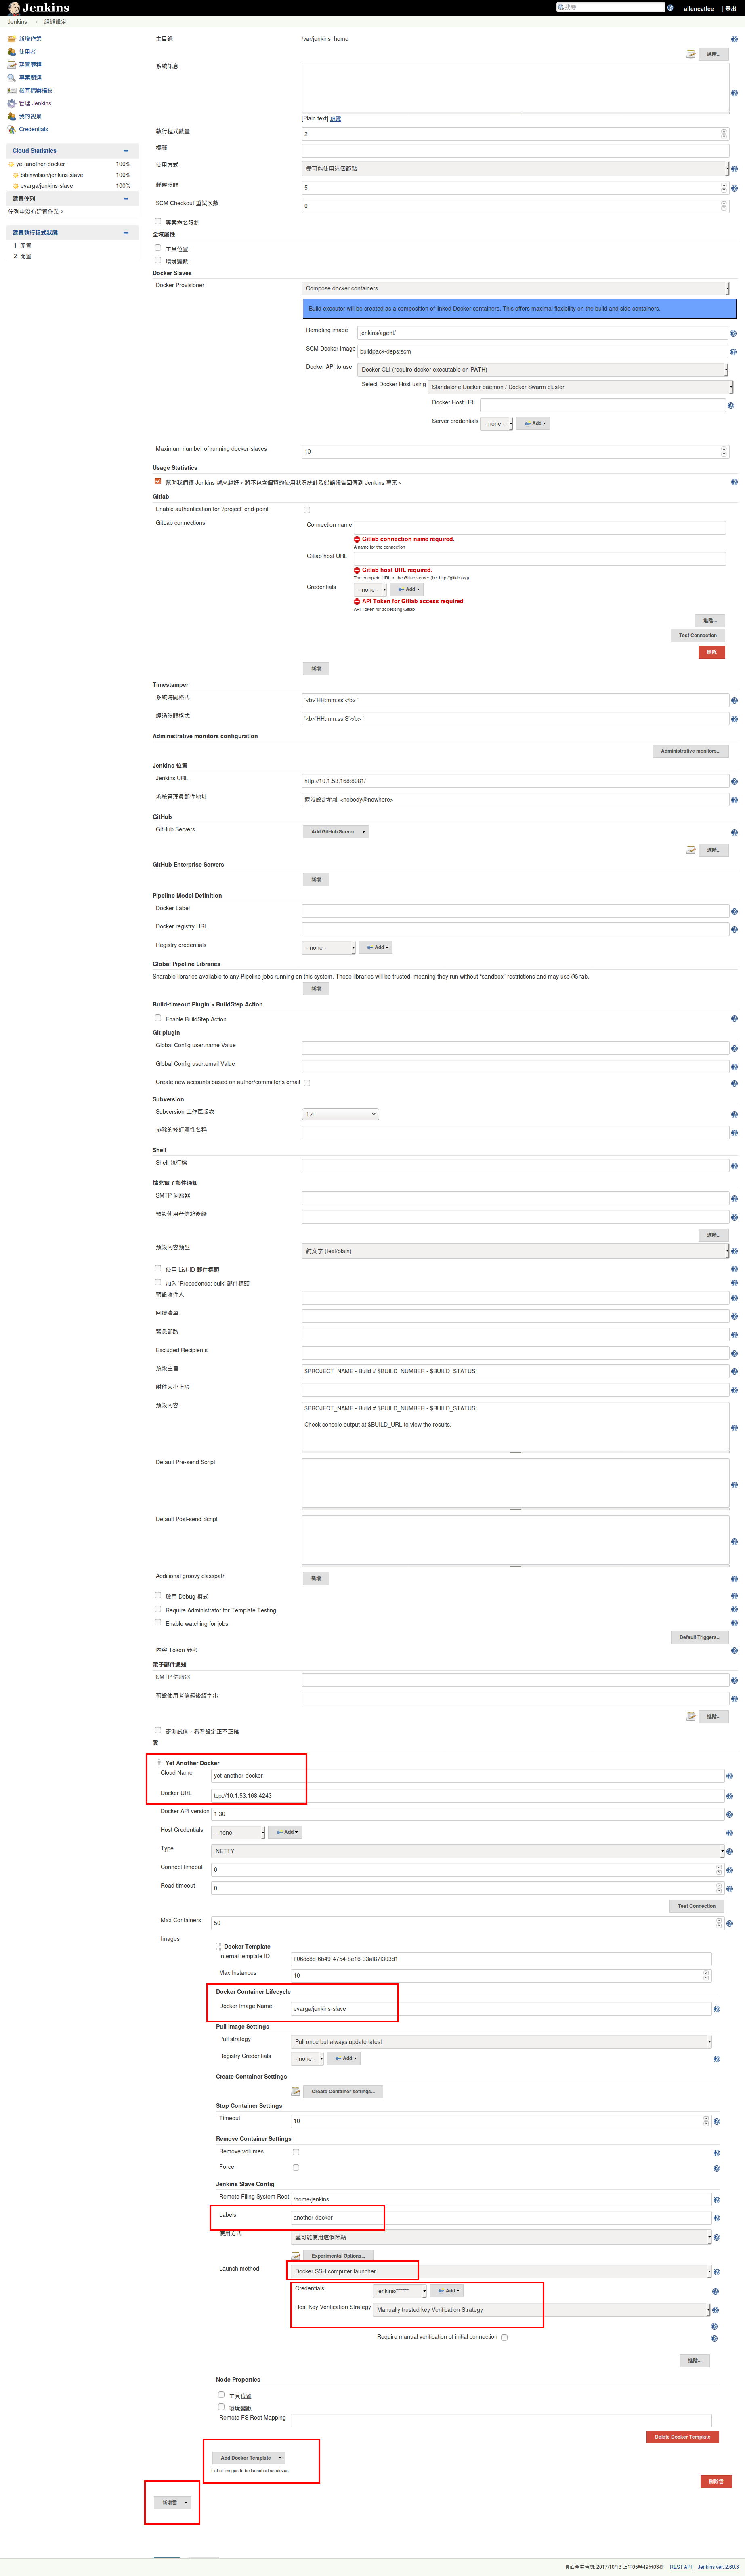 Jenkins
搜尋
allencatlee | 登出
Jenkins › 組態設定
新增作業
使用者
建置歷程
專案關連
檢查檔案指紋
管理 Jenkins
我的視景
Credentials
Cloud Statistics
yet-another-docker 100%
bibinwilson/jenkins-slave 100%
evarga/jenkins-slave 100%
建置佇列
佇列中沒有建置作業。
建置執行程式狀態
1 閒置
2 閒置
主目錄 /var/jenkins_home
進階...
系統訊息
[Plain text] 預覽
執行程式數量 2
標籤
使用方式 盡可能使用這個節點
靜候時間 5
SCM Checkout 重試次數 0
專案命名限制
全域屬性
工具位置
環境變數
Docker Slaves
Docker Provisioner Compose docker containers
Build executor will be created as a composition of linked Docker containers. This offers maximal flexibility on the build and side containers.
Remoting image jenkins/agent/
SCM Docker image buildpack-deps:scm
Docker API to use Docker CLI (require docker executable on PATH)
Select Docker Host using Standalone Docker daemon / Docker Swarm cluster
Docker Host URI
Server credentials - none - Add
Maximum number of running docker-slaves 10
Usage Statistics
幫助我們讓 Jenkins 越來越好，將不包含個資的使用狀況統計及錯誤報告回傳到 Jenkins 專案。
Gitlab
Enable authentication for '/project' end-point
GitLab connections
Connection name
Gitlab connection name required.
A name for the connection
Gitlab host URL
Gitlab host URL required.
The complete URL to the Gitlab server (i.e. http://gitlab.org)
Credentials - none - Add
API Token for Gitlab access required
API Token for accessing Gitlab
進階...
Test Connection
刪除
新增
Timestamper
系統時間格式 '<b>'HH:mm:ss'</b> '
經過時間格式 '<b>'HH:mm:ss.S'</b> '
Administrative monitors configuration
Administrative monitors...
Jenkins 位置
Jenkins URL http://10.1.53.168:8081/
系統管理員郵件地址 還沒設定地址 <nobody@nowhere>
GitHub
GitHub Servers Add GitHub Server
進階...
GitHub Enterprise Servers
新增
Pipeline Model Definition
Docker Label
Docker registry URL
Registry credentials - none - Add
Global Pipeline Libraries
Sharable libraries available to any Pipeline jobs running on this system. These libraries will be trusted, meaning they run without “sandbox” restrictions and may use @Grab.
新增
Build-timeout Plugin » BuildStep Action
Enable BuildStep Action
Git plugin
Global Config user.name Value
Global Config user.email Value
Create new accounts based on author/committer's email
Subversion
Subversion 工作區版次 1.4
排除的修訂屬性名稱
Shell
Shell 執行檔
擴充電子郵件通知
SMTP 伺服器
預設使用者信箱後綴
進階...
預設內容類型 純文字 (text/plain)
使用 List-ID 郵件標頭
加入 'Precedence: bulk' 郵件標頭
預設收件人
回覆清單
緊急郵路
Excluded Recipients
預設主旨 $PROJECT_NAME - Build # $BUILD_NUMBER - $BUILD_STATUS!
附件大小上限
預設內容 $PROJECT_NAME - Build # $BUILD_NUMBER - $BUILD_STATUS:
Check console output at $BUILD_URL to view the results.
Default Pre-send Script
Default Post-send Script
Additional groovy classpath 新增
啟用 Debug 模式
Require Administrator for Template Testing
Enable watching for jobs
Default Triggers...
內容 Token 參考
電子郵件通知
SMTP 伺服器
預設使用者信箱後綴字串
進階...
寄測試信，看看設定正不正確
雲
Yet Another Docker
Cloud Name yet-another-docker
Docker URL tcp://10.1.53.168:4243
Docker API version 1.30
Host Credentials - none - Add
Type NETTY
Connect timeout 0
Read timeout 0
Test Connection
Max Containers 50
Images
Docker Template
Internal template ID ff06dc8d-6b49-4754-8e16-33af87f303d1
Max Instances 10
Docker Container Lifecycle
Docker Image Name evarga/jenkins-slave
Pull Image Settings
Pull strategy Pull once but always update latest
Registry Credentials - none - Add
Create Container Settings
Create Container settings...
Stop Container Settings
Timeout 10
Remove Container Settings
Remove volumes
Force
Jenkins Slave Config
Remote Filing System Root /home/jenkins
Labels another-docker
使用方式 盡可能使用這個節點
Experimental Options...
Launch method Docker SSH computer launcher
Credentials jenkins/****** Add
Host Key Verification Strategy Manually trusted key Verification Strategy
Require manual verification of initial connection
進階...
Node Properties
工具位置
環境變數
Remote FS Root Mapping
Delete Docker Template
Add Docker Template
List of Images to be launched as slaves
刪除雲
新增雲
頁面產生時間: 2017/10/13 上午05時49分03秒 REST API Jenkins ver. 2.60.3